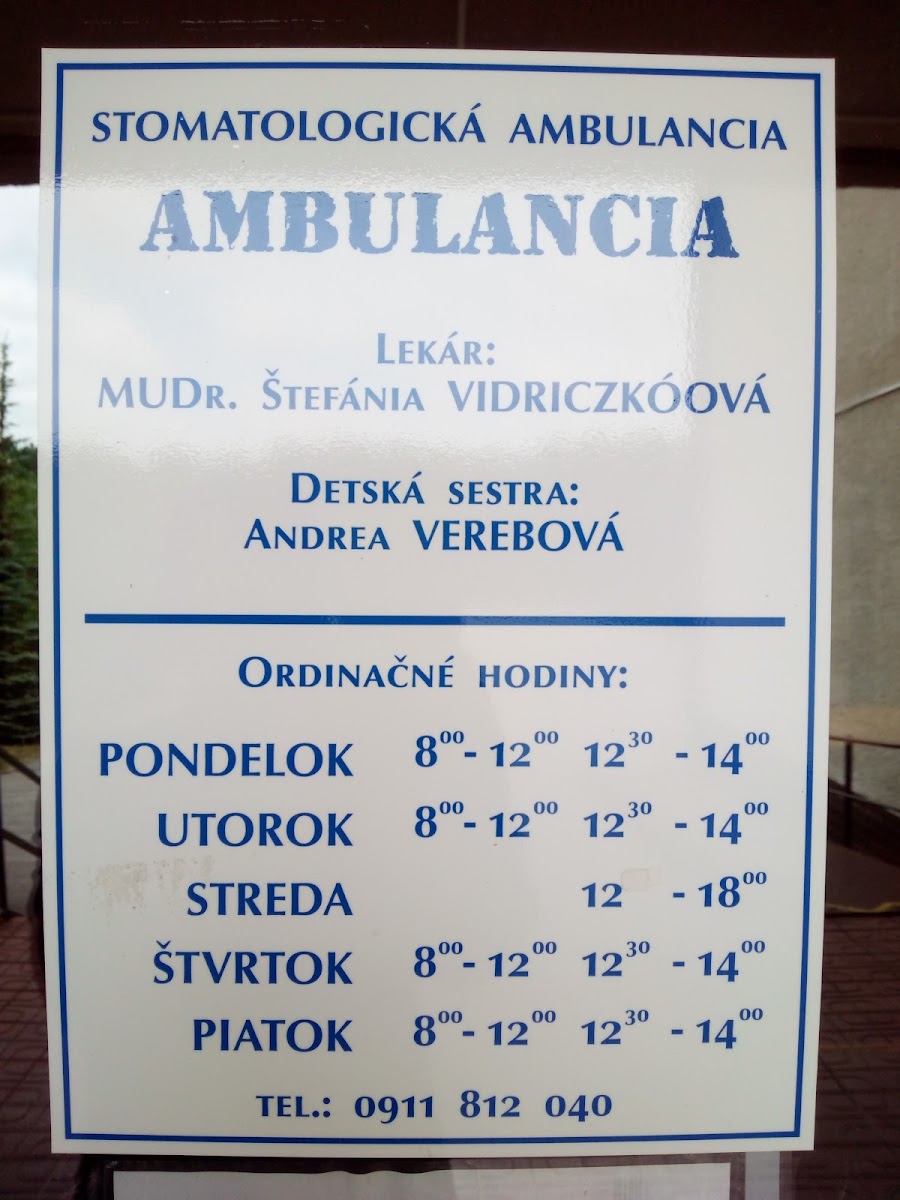 STOMATOLOGICKÁ AMBULANCIA
AMBULANCIA
LEKÁR:
MUDR. ŠTEFÁNIA VIDRICZKÓOVÁ
DETSKÁ SESTRA:
ANDREA VEREBOVÁ
ORDINAČNÉ HODINY:
PONDELOK 8⁰⁰- 12⁰⁰ 12³⁰ - 14⁰⁰
UTOROK 8⁰⁰- 12⁰⁰ 12³⁰ - 14⁰⁰
STREDA 12 - 18⁰⁰
ŠTVRTOK 8⁰⁰- 12⁰⁰ 12³⁰ - 14⁰⁰
PIATOK 8⁰⁰- 12⁰⁰ 12³⁰ - 14⁰⁰
TEL.: 0911 812 040